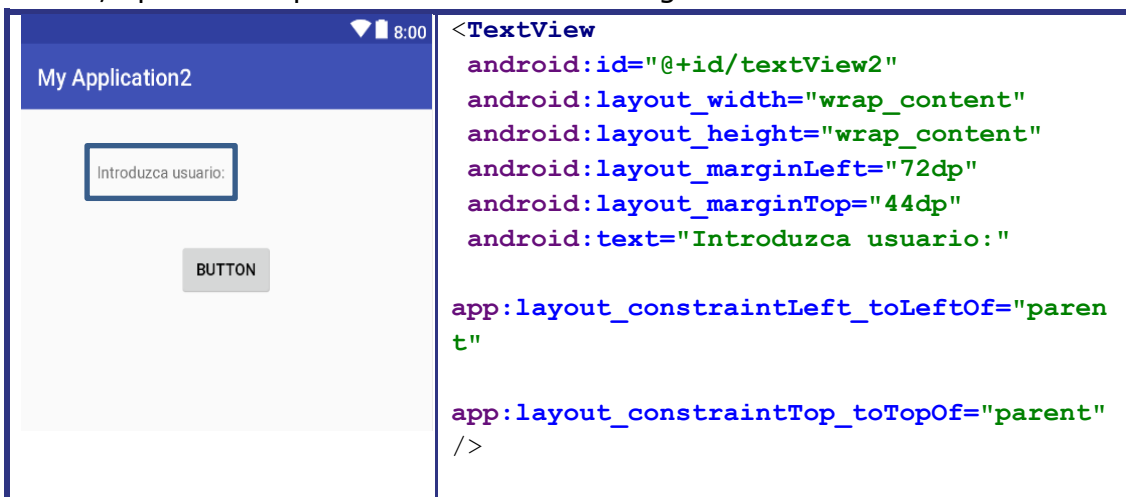 8:00
My Application2
Introduzca usuario:
BUTTON
<TextView
android:id="@+id/textView2"
android:layout_width="wrap_content"
android:layout_height="wrap_content"
android:layout_marginLeft="72dp"
android:layout_marginTop="44dp"
android:text="Introduzca usuario:"
app:layout_constraintLeft_toLeftOf="paren
t"
app:layout_constraintTop_toTopOf="parent"
/>